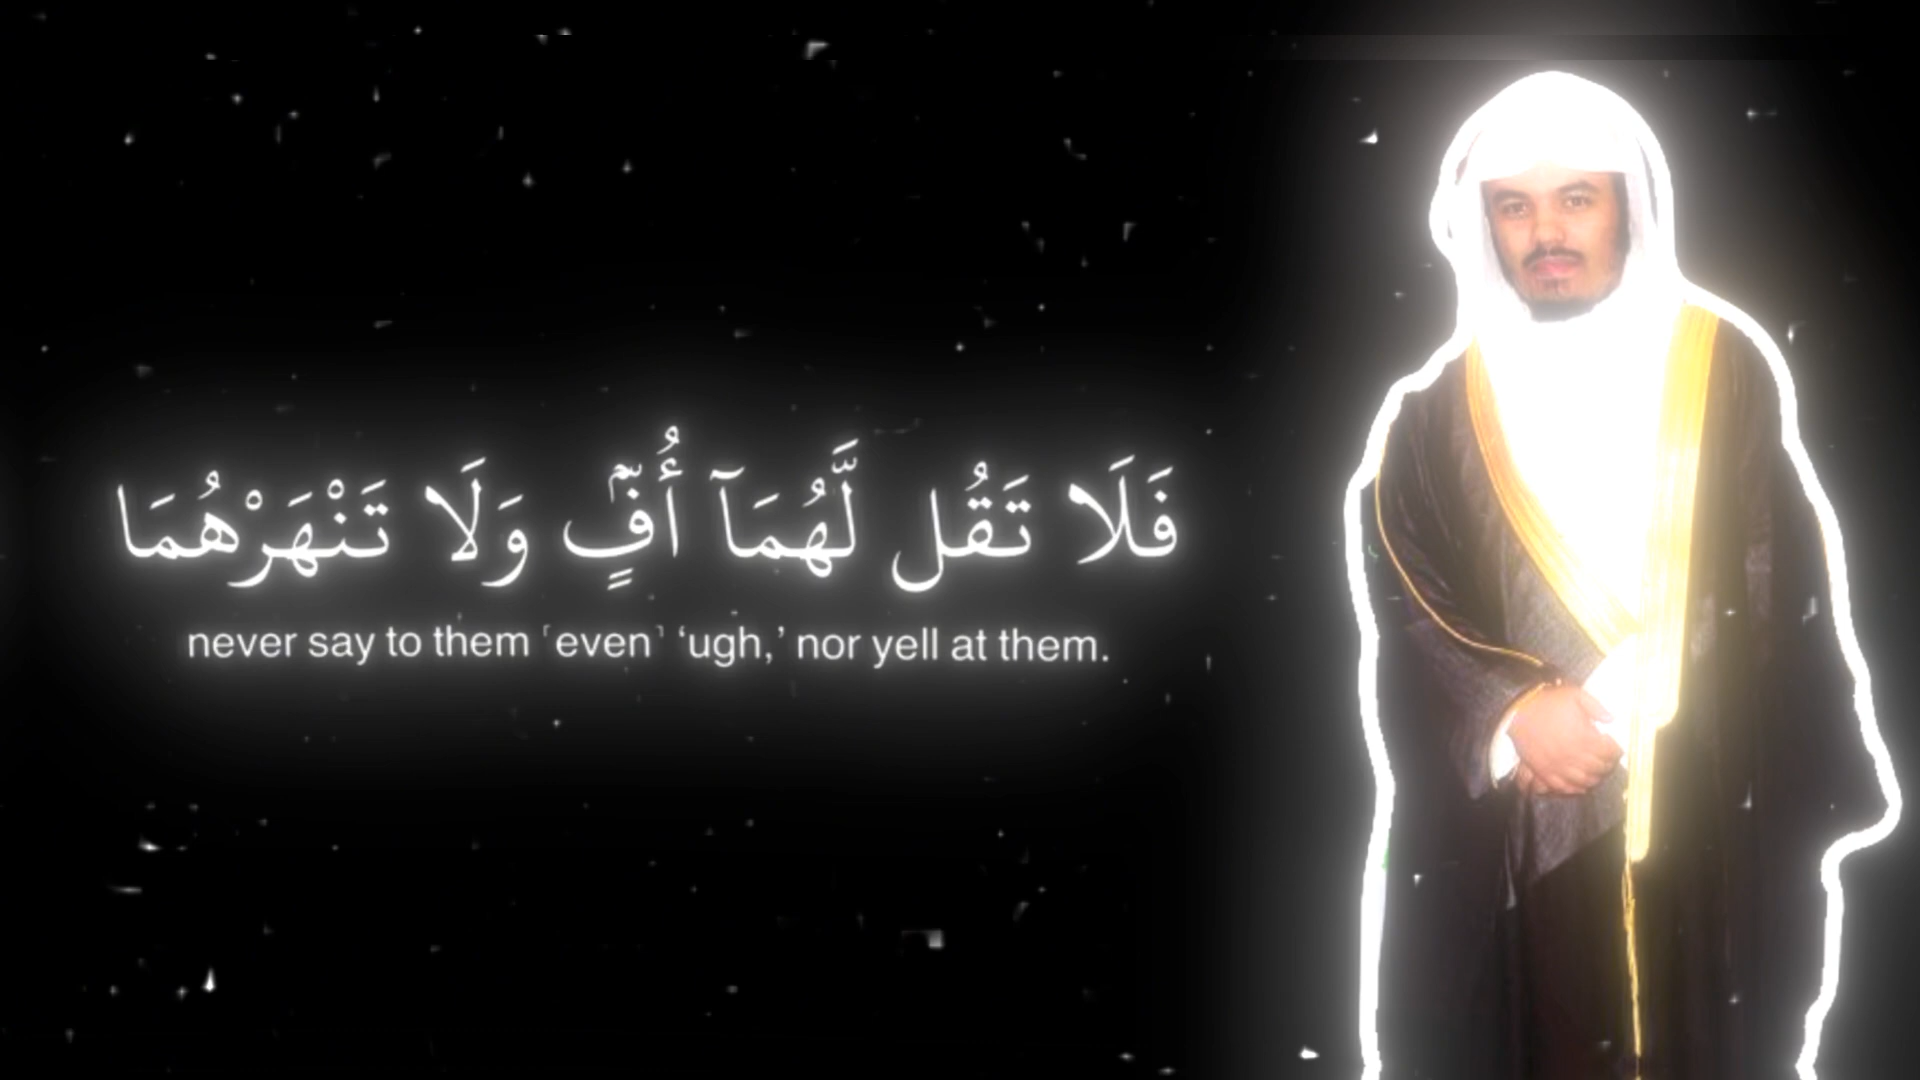 فَلَا تَقُل لَّهُمَآ أُفٍّۢ وَلَا تَنْهَرْهُمَا
never say to them ˹even˺ ‘ugh,’ nor yell at them.